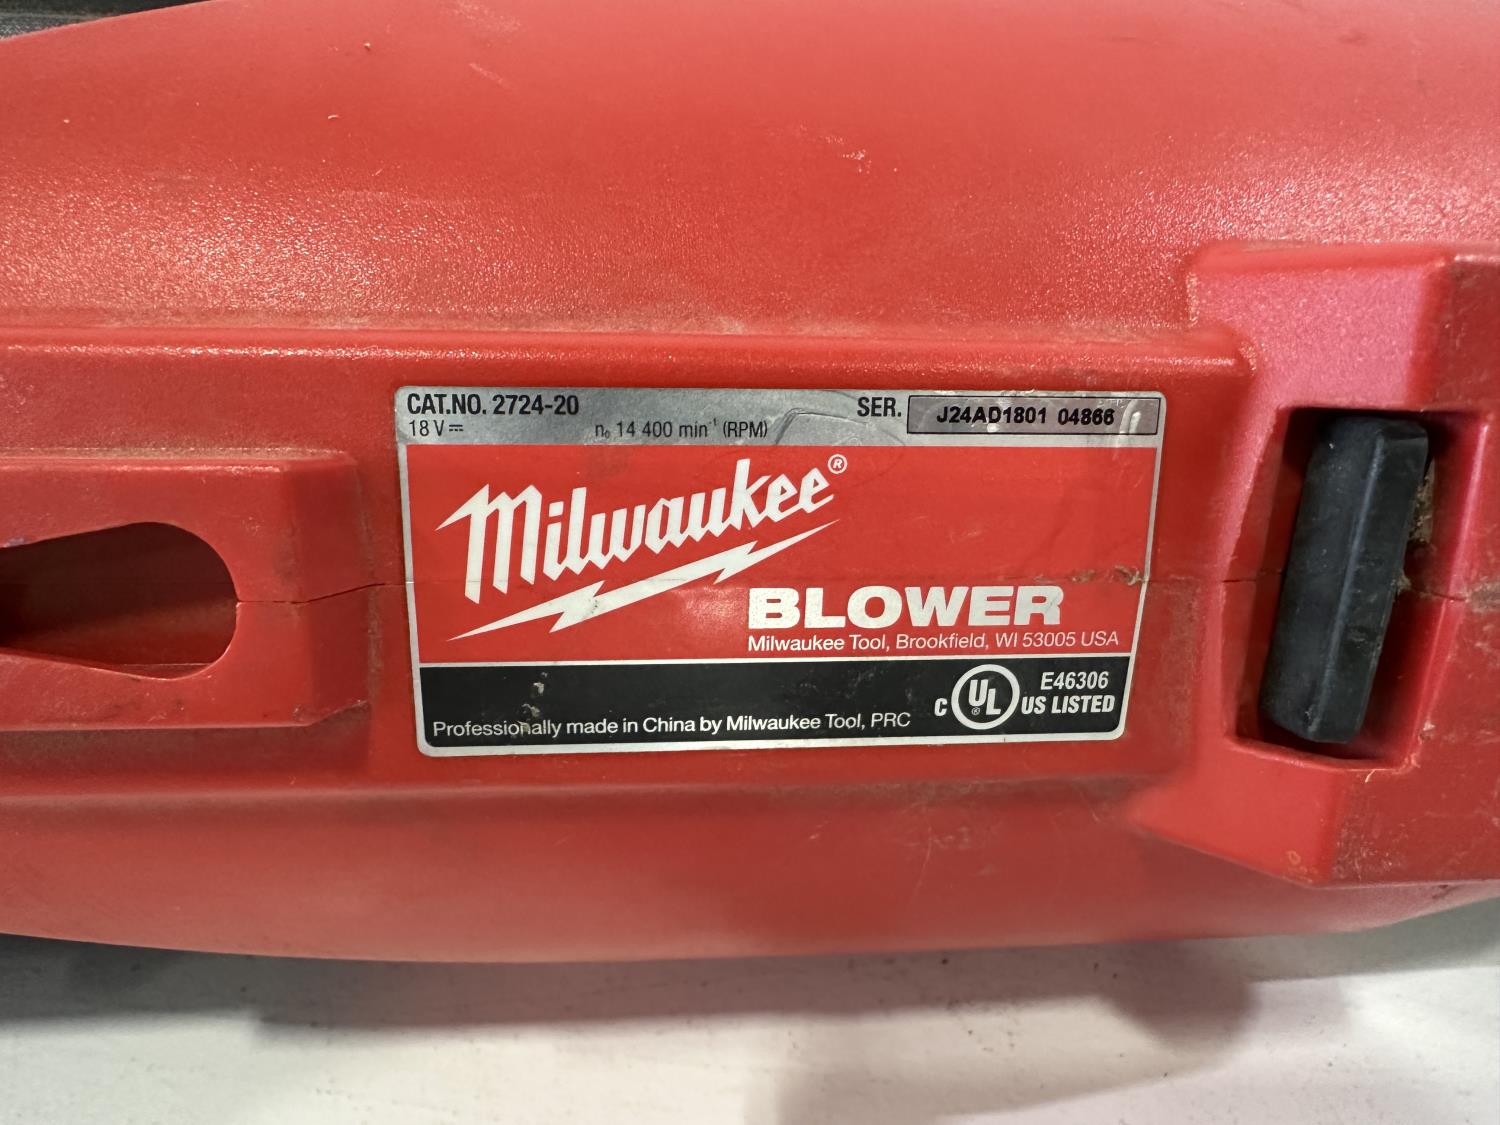 CAT.NO. 2724-20
18 V⎓ n₀ 14 400 min⁻¹ (RPM)
SER. J24AD1801 04866
Milwaukee®
BLOWER
Milwaukee Tool, Brookfield, WI 53005 USA
Professionally made in China by Milwaukee Tool, PRC
C UL® US LISTED
E46306